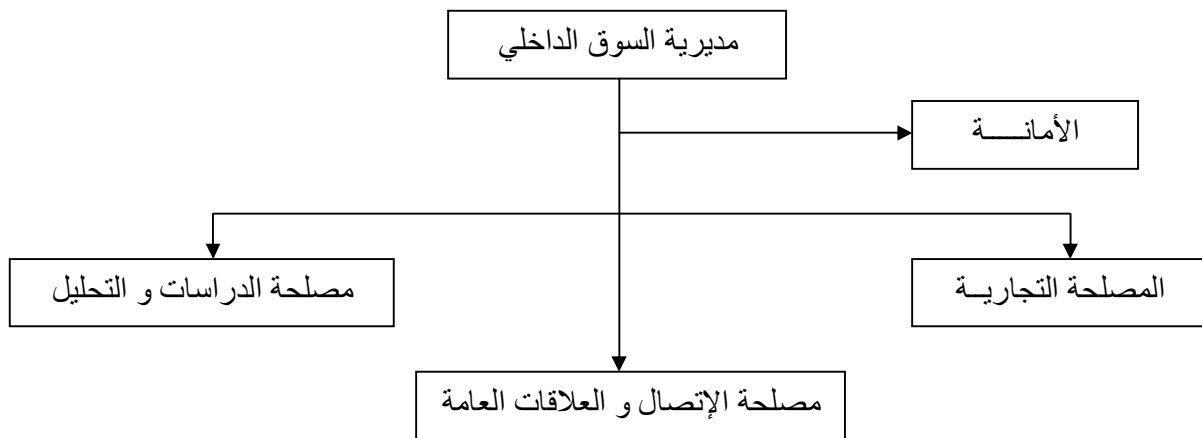 مديرية السوق الداخلي
الأمانـــــة
المصلحة التجاريــة
مصلحة الدراسات و التحليل
مصلحة الإتصال و العلاقات العامة